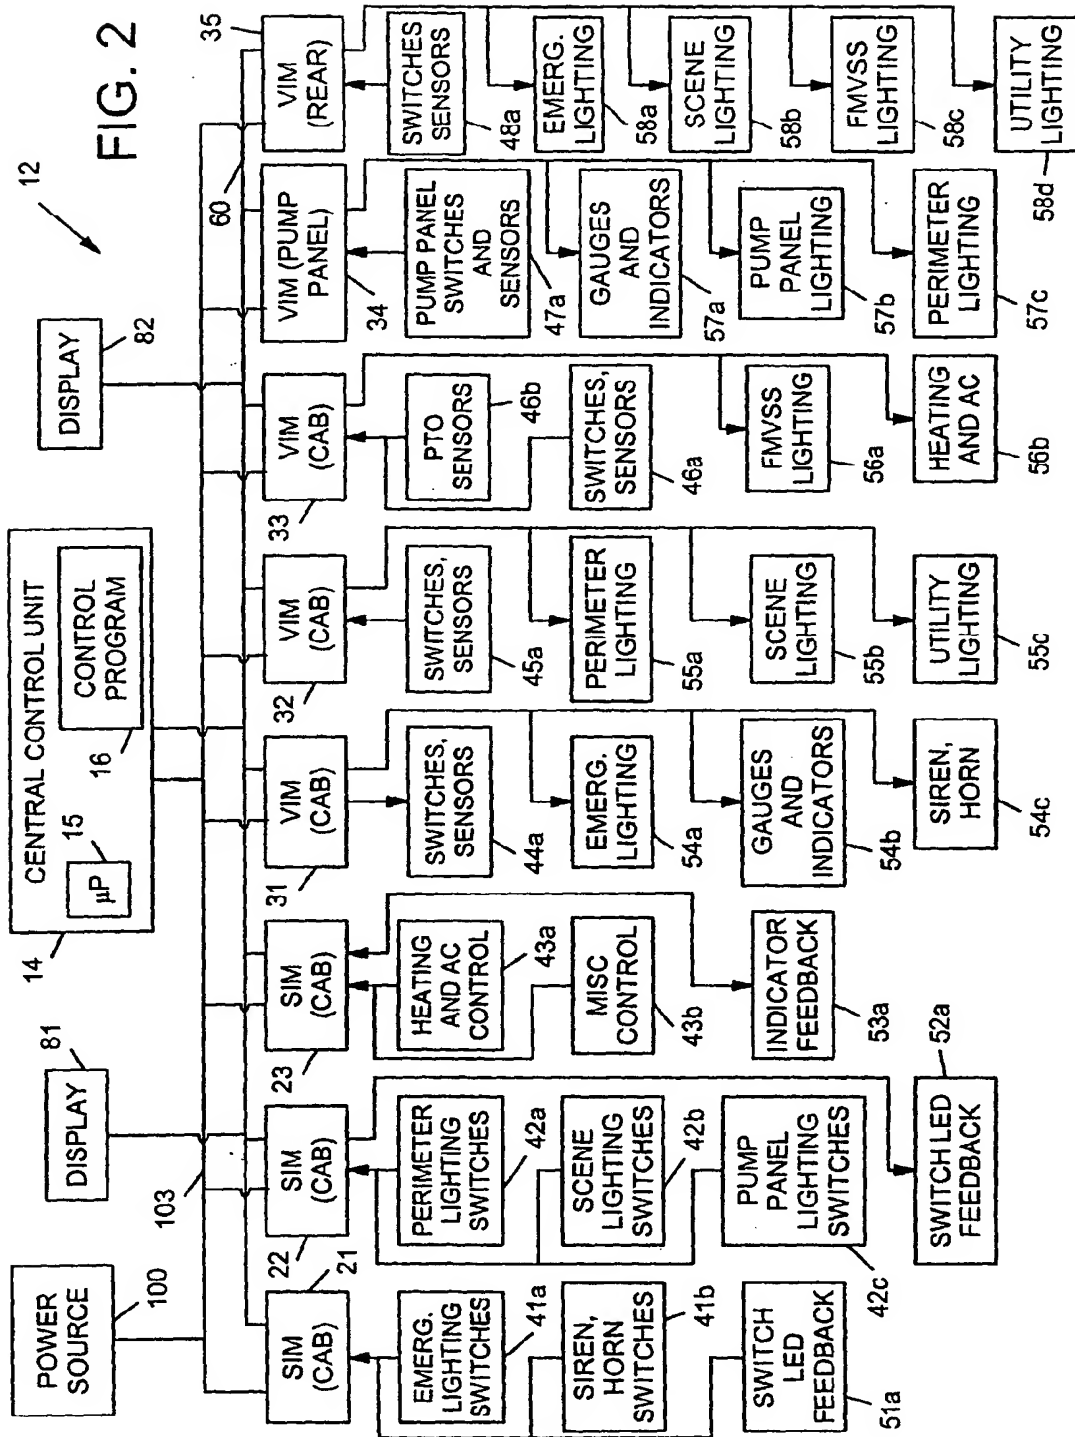 FIG. 2
12
POWER
SOURCE
100
103
DISPLAY
81
CENTRAL CONTROL UNIT
14
µP
15
CONTROL
PROGRAM
16
DISPLAY
82
60
SIM
(CAB)
21
EMERG.
LIGHTING
SWITCHES
41a
SIREN,
HORN
SWITCHES
41b
SWITCH
LED
FEEDBACK
51a
SIM
(CAB)
22
PERIMETER
LIGHTING
SWITCHES
42a
SCENE
LIGHTING
SWITCHES
42b
PUMP
PANEL
LIGHTING
SWITCHES
42c
SWITCH LED
FEEDBACK
52a
SIM
(CAB)
23
HEATING
AND AC
CONTROL
43a
MISC
CONTROL
43b
INDICATOR
FEEDBACK
53a
VIM
(CAB)
31
SWITCHES,
SENSORS
44a
EMERG.
LIGHTING
54a
GAUGES
AND
INDICATORS
54b
SIREN,
HORN
54c
VIM
(CAB)
32
SWITCHES,
SENSORS
45a
PERIMETER
LIGHTING
55a
SCENE
LIGHTING
55b
UTILITY
LIGHTING
55c
VIM
(CAB)
33
PTO
SENSORS
46b
SWITCHES,
SENSORS
46a
FMVSS
LIGHTING
56a
HEATING
AND AC
56b
VIM (PUMP
PANEL)
34
PUMP PANEL
SWITCHES
AND
SENSORS
47a
GAUGES
AND
INDICATORS
57a
PUMP
PANEL
LIGHTING
57b
PERIMETER
LIGHTING
57c
VIM
(REAR)
35
SWITCHES
SENSORS
48a
EMERG.
LIGHTING
58a
SCENE
LIGHTING
58b
FMVSS
LIGHTING
58c
UTILITY
LIGHTING
58d